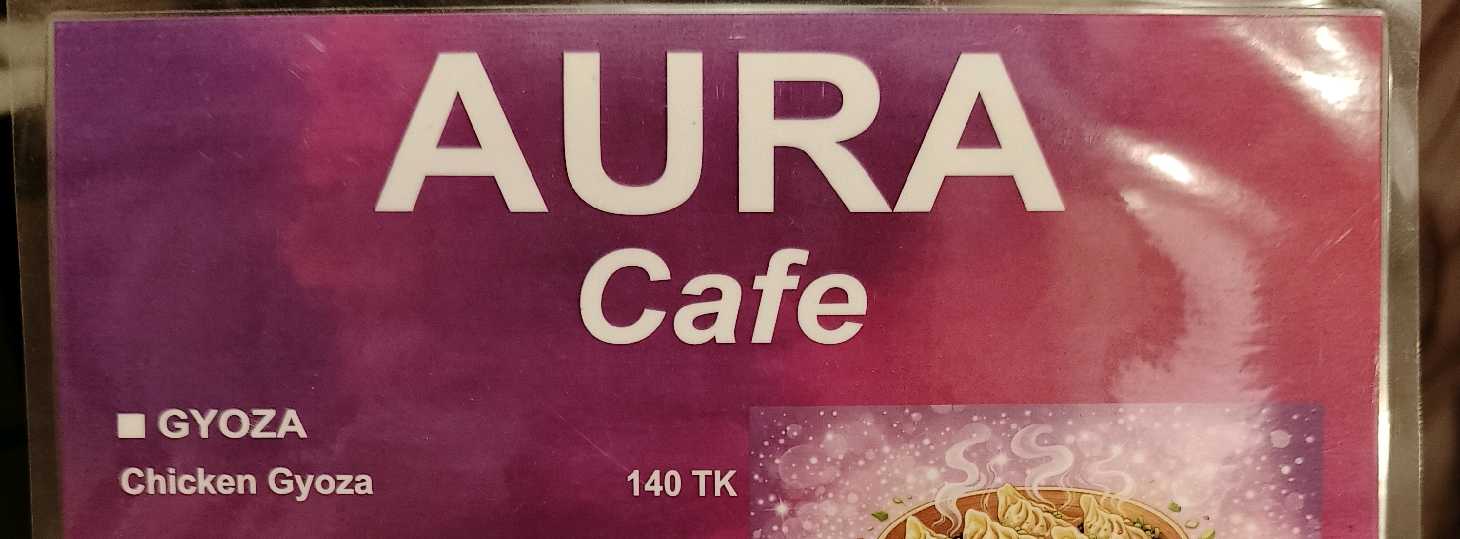 AURA
Cafe
■ GYOZA
Chicken Gyoza 140 TK